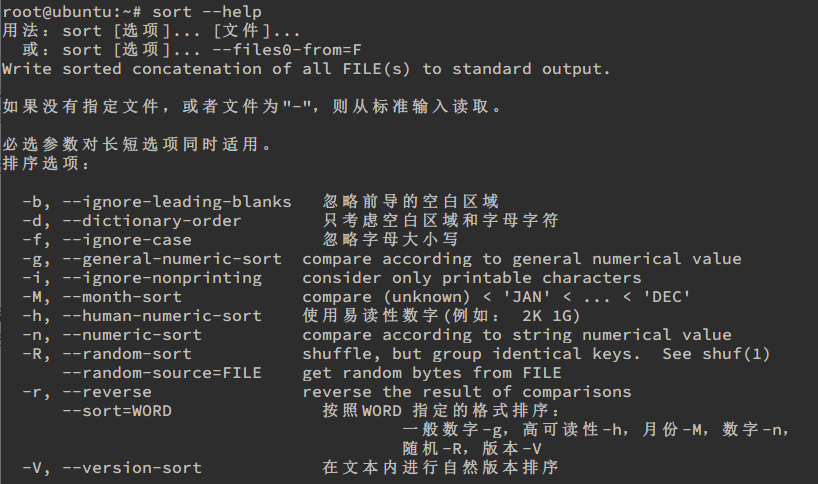 root@ubuntu:~# sort --help
用法：sort [选项]... [文件]...
  或：sort [选项]... --files0-from=F
Write sorted concatenation of all FILE(s) to standard output.

如果没有指定文件，或者文件为"-"，则从标准输入读取。

必选参数对长短选项同时适用。
排序选项：

  -b, --ignore-leading-blanks   忽略前导的空白区域
  -d, --dictionary-order        只考虑空白区域和字母字符
  -f, --ignore-case             忽略字母大小写
  -g, --general-numeric-sort  compare according to general numerical value
  -i, --ignore-nonprinting    consider only printable characters
  -M, --month-sort            compare (unknown) < 'JAN' < ... < 'DEC'
  -h, --human-numeric-sort    使用易读性数字(例如： 2K 1G)
  -n, --numeric-sort          compare according to string numerical value
  -R, --random-sort           shuffle, but group identical keys.  See shuf(1)
      --random-source=FILE    get random bytes from FILE
  -r, --reverse               reverse the result of comparisons
      --sort=WORD               按照WORD 指定的格式排序：
                                        一般数字-g，高可读性-h，月份-M，数字-n，
                                        随机-R，版本-V
  -V, --version-sort            在文本内进行自然版本排序